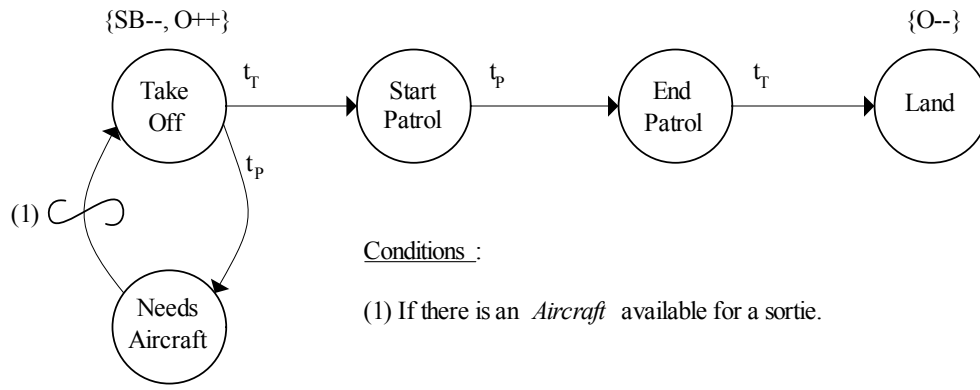 {SB--, O++}
{O--}
Take
Off
t_T
Start
Patrol
t_P
End
Patrol
t_T
Land
t_P
(1)
Needs
Aircraft
Conditions :
(1) If there is an Aircraft available for a sortie.